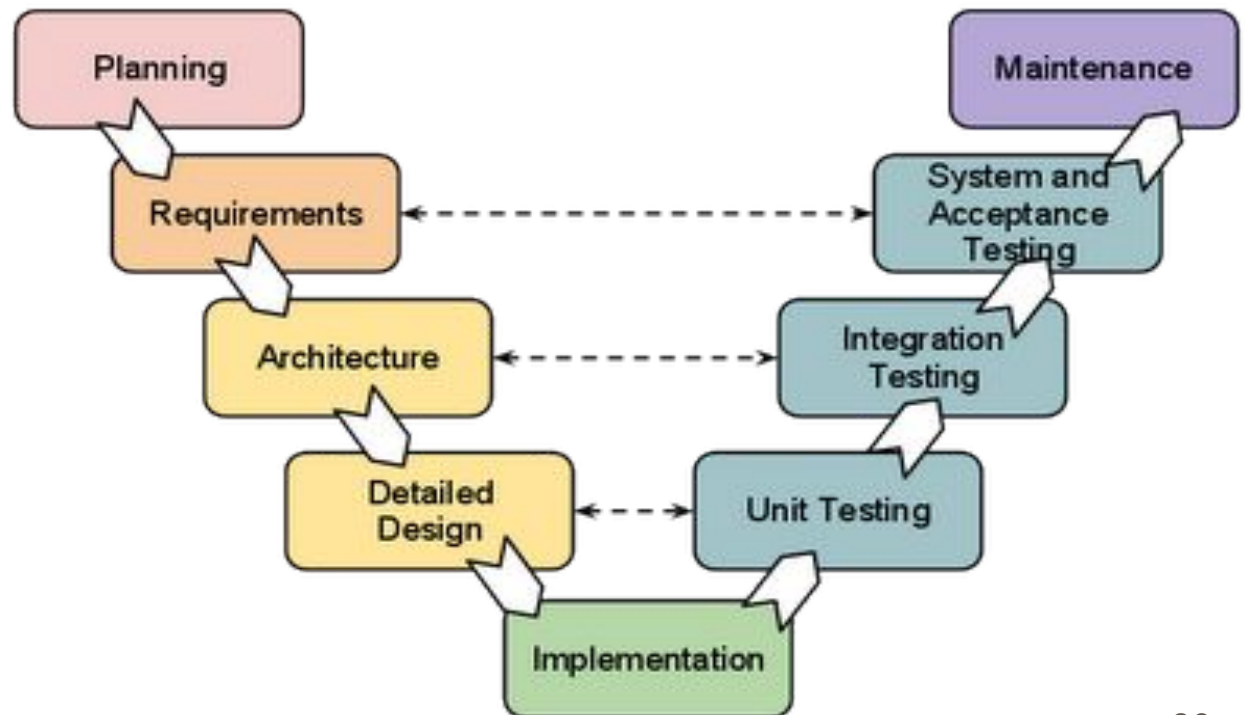 Planning
Maintenance
Requirements
System and
Acceptance
Testing
Architecture
Integration
Testing
Detailed
Design
Unit Testing
Implementation